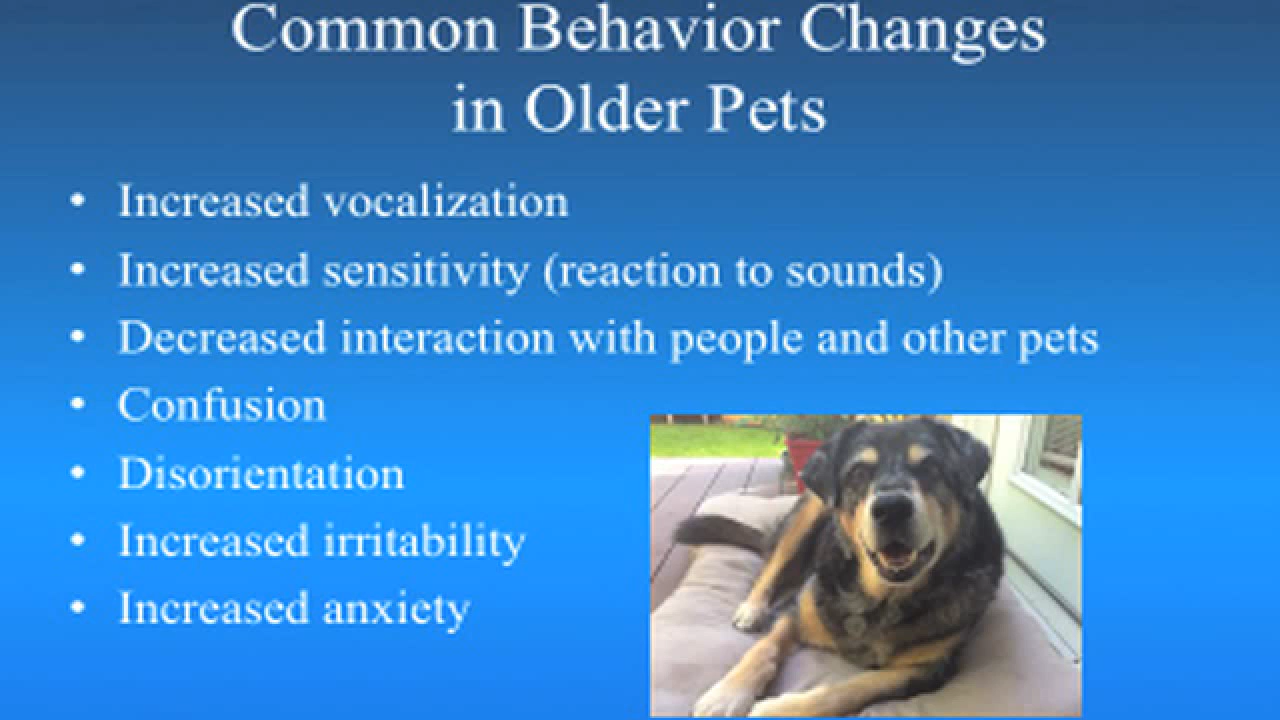 Common Behavior Changes
in Older Pets
• Increased vocalization
• Increased sensitivity (reaction to sounds)
• Decreased interaction with people and other pets
• Confusion
• Disorientation
• Increased irritability
• Increased anxiety